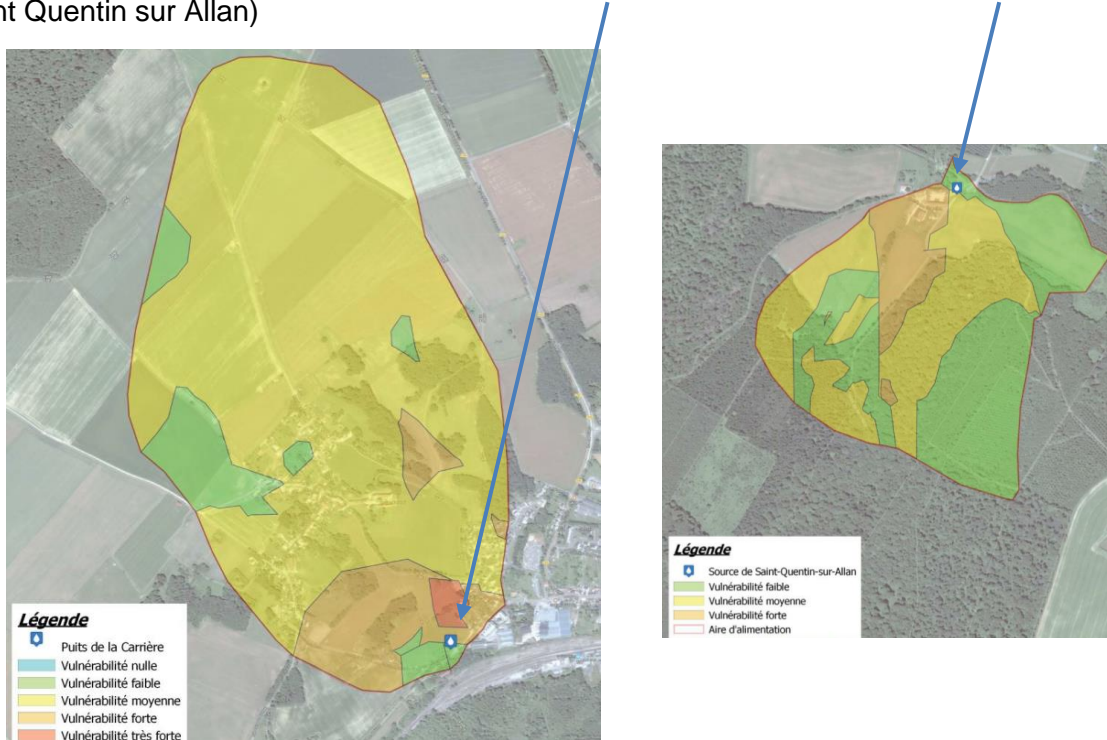 nt Quentin sur Allan)
Légende
Puits de la Carrière
Vulnérabilité nulle
Vulnérabilité faible
Vulnérabilité moyenne
Vulnérabilité forte
Vulnérabilité très forte
Légende
Source de Saint-Quentin-sur-Allan
Vulnérabilité faible
Vulnérabilité moyenne
Vulnérabilité forte
Aire d'alimentation